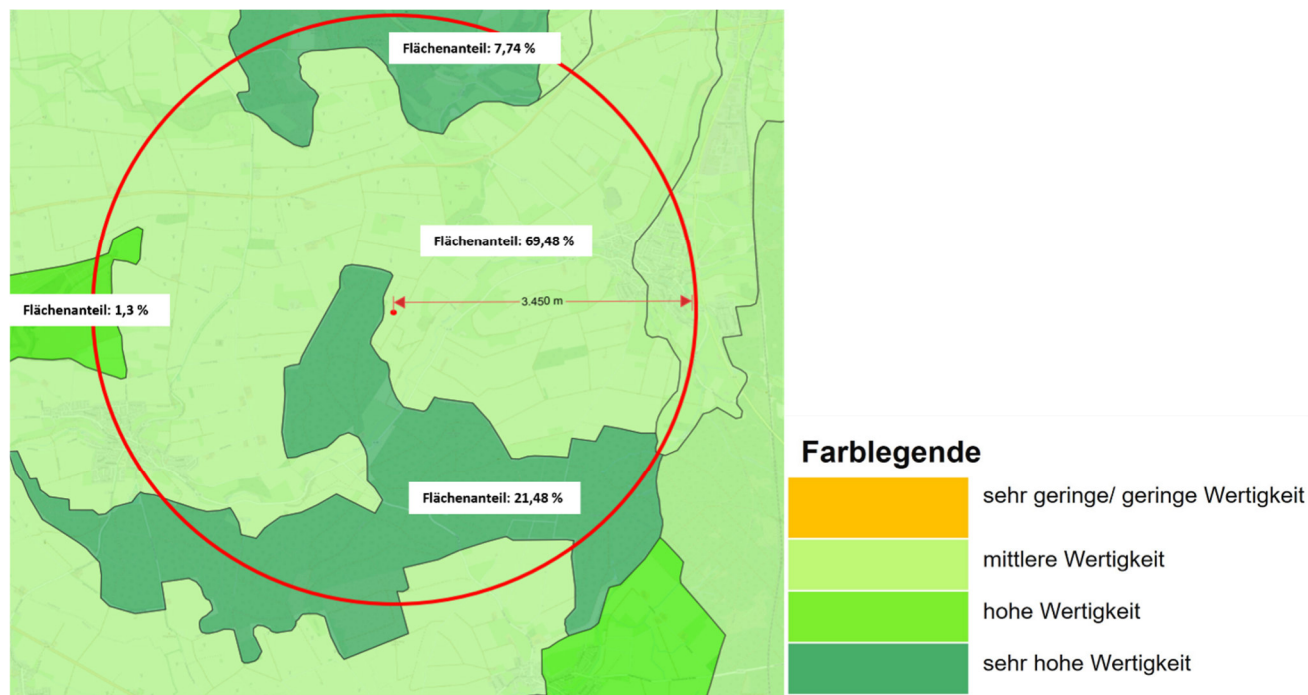 Flächenanteil: 7,74 %
Flächenanteil: 69,48 %
3.450 m
Flächenanteil: 1,3 %
Flächenanteil: 21,48 %
Farblegende
sehr geringe/ geringe Wertigkeit
mittlere Wertigkeit
hohe Wertigkeit
sehr hohe Wertigkeit